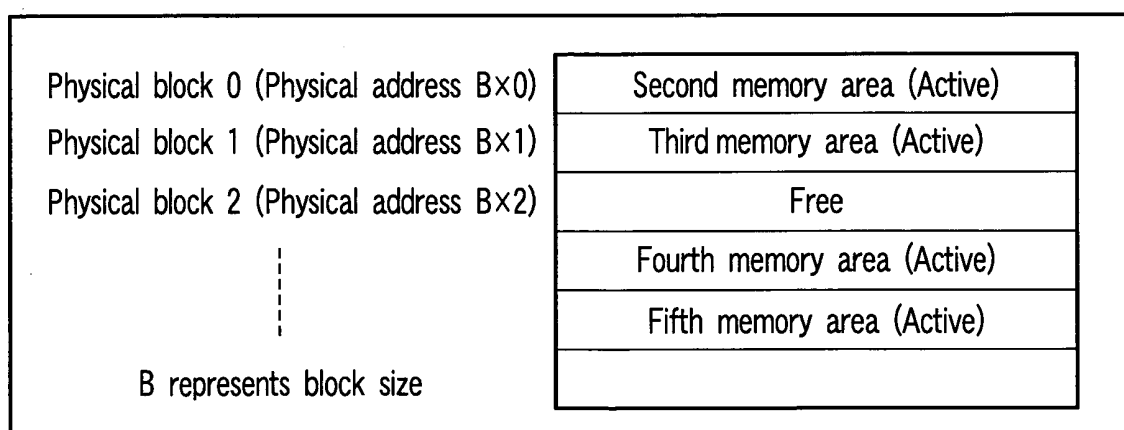 Physical block 0 (Physical address B×0) Second memory area (Active)
Physical block 1 (Physical address B×1) Third memory area (Active)
Physical block 2 (Physical address B×2) Free
Fourth memory area (Active)
Fifth memory area (Active)
B represents block size